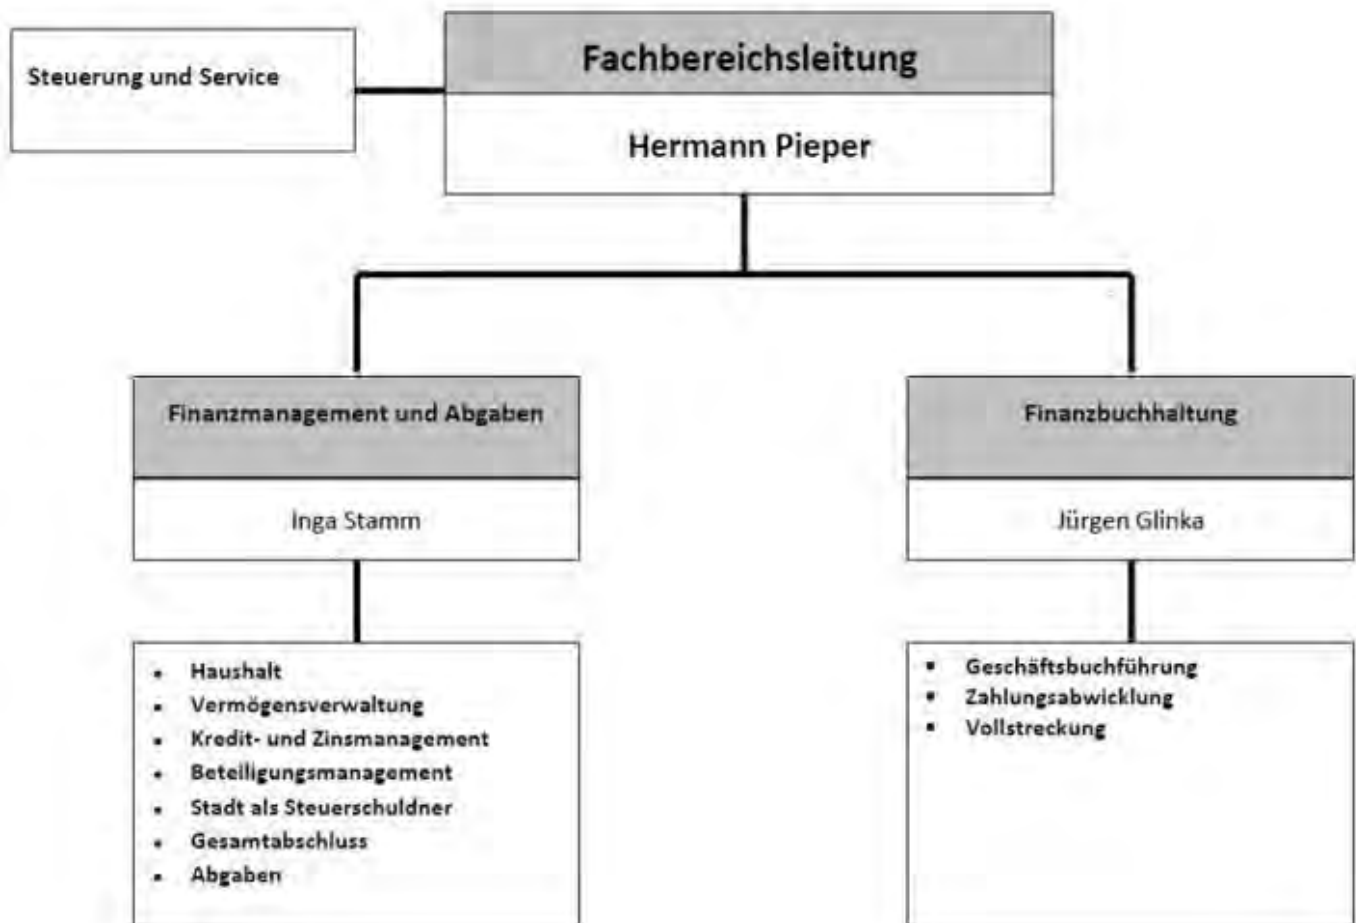 Steuerung und Service
Fachbereichsleitung
Hermann Pieper
Finanzmanagement und Abgaben
Inga Stamm
▪ Haushalt
▪ Vermögensverwaltung
▪ Kredit- und Zinsmanagement
▪ Beteiligungsmanagement
▪ Stadt als Steuerschuldner
▪ Gesamtabschluss
▪ Abgaben
Finanzbuchhaltung
Jürgen Glinka
▪ Geschäftsbuchführung
▪ Zahlungsabwicklung
▪ Vollstreckung